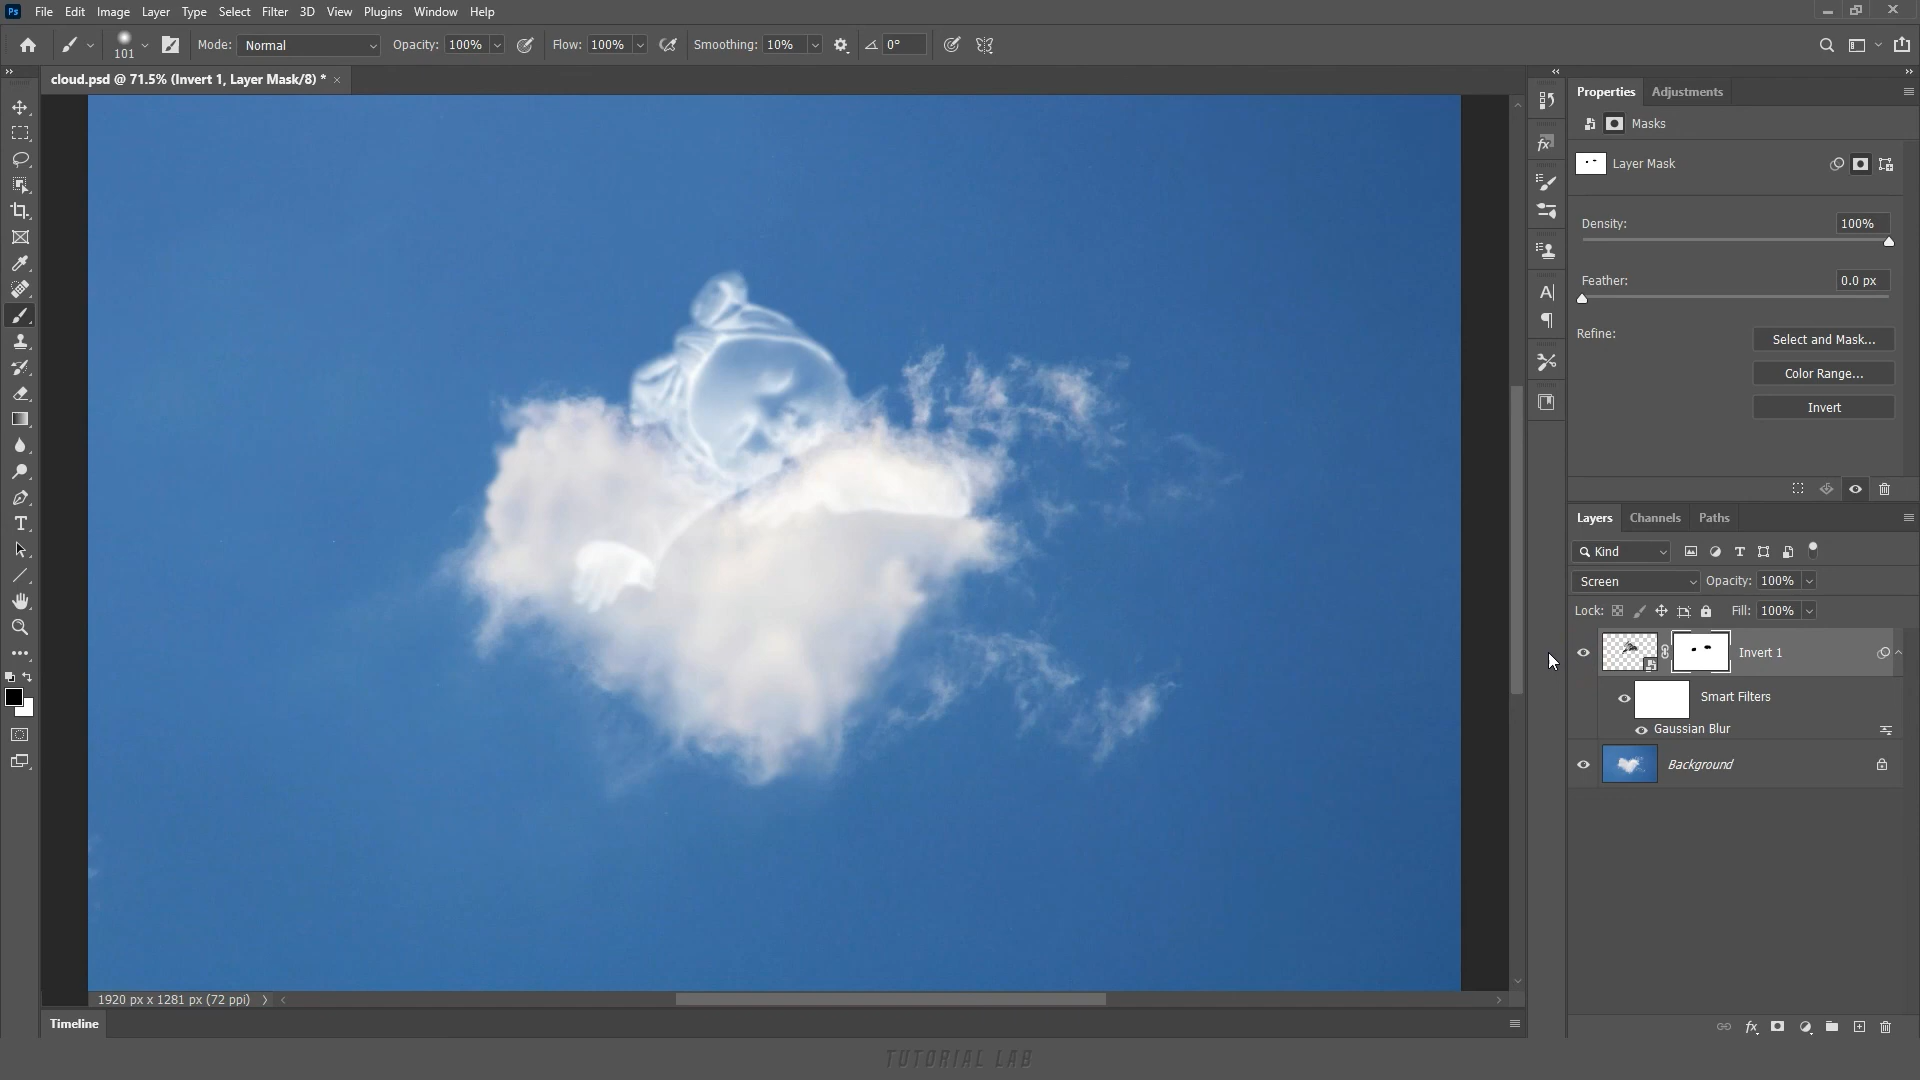 Ps File Edit Image Layer Type Select Filter 3D View Plugins Window Help
101 Mode: Normal Opacity: 100% Flow: 100% Smoothing: 10% 0°
cloud.psd @ 71.5% (Invert 1, Layer Mask/8) * ×
Properties Adjustments
Masks
Layer Mask
Density: 100%
Feather: 0.0 px
Refine: Select and Mask...
Color Range...
Invert
Layers Channels Paths
Kind
Screen Opacity: 100%
Lock: Fill: 100%
Invert 1
Smart Filters
Gaussian Blur
Background
1920 px x 1281 px (72 ppi)
Timeline
TUTORIAL LAB